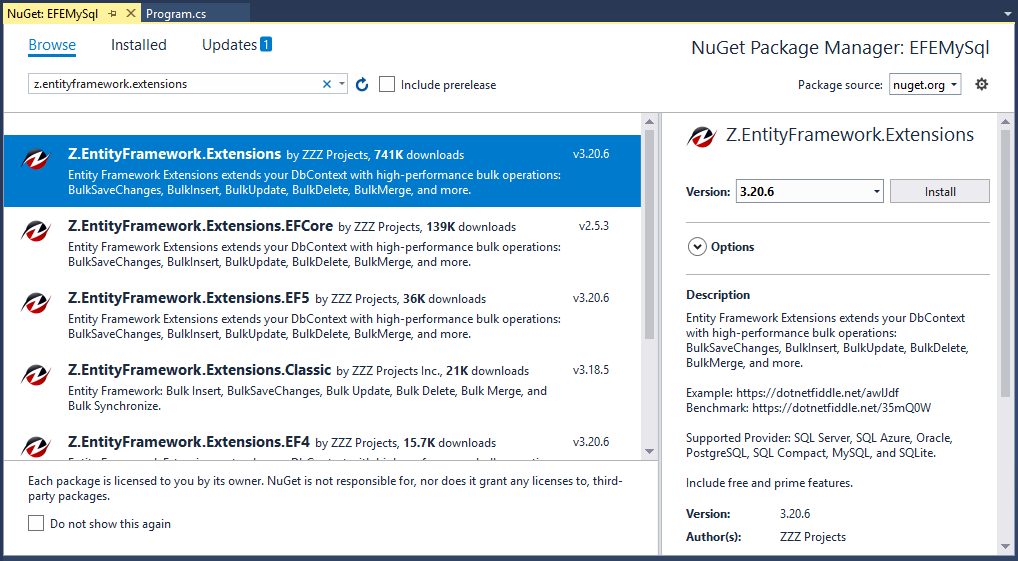 NuGet: EFEMySql
Program.cs
Browse Installed Updates 1
NuGet Package Manager: EFEMySql
z.entityframework.extensions
Include prerelease
Package source: nuget.org
Z.EntityFramework.Extensions by ZZZ Projects, 741K downloads v3.20.6
Entity Framework Extensions extends your DbContext with high-performance bulk operations:
BulkSaveChanges, BulkInsert, BulkUpdate, BulkDelete, BulkMerge, and more.
Z.EntityFramework.Extensions.EFCore by ZZZ Projects, 139K downloads v2.5.3
Entity Framework Extensions extends your DbContext with high-performance bulk operations:
BulkSaveChanges, BulkInsert, BulkUpdate, BulkDelete, BulkMerge, and more.
Z.EntityFramework.Extensions.EF5 by ZZZ Projects, 36K downloads v3.20.6
Entity Framework Extensions extends your DbContext with high-performance bulk operations:
BulkSaveChanges, BulkInsert, BulkUpdate, BulkDelete, BulkMerge, and more.
Z.EntityFramework.Extensions.Classic by ZZZ Projects Inc., 21K downloads v3.18.5
Entity Framework: Bulk Insert, BulkSaveChanges, Bulk Update, Bulk Delete, Bulk Merge, and
Bulk Synchronize.
Z.EntityFramework.Extensions.EF4 by ZZZ Projects, 15.7K downloads v3.20.6
Each package is licensed to you by its owner. NuGet is not responsible for, nor does it grant any licenses to, third-
party packages.
Do not show this again
Z.EntityFramework.Extensions
Version: 3.20.6 Install
Options
Description
Entity Framework Extensions extends your DbContext
with high-performance bulk operations:
BulkSaveChanges, BulkInsert, BulkUpdate, BulkDelete,
BulkMerge, and more.
Example: https://dotnetfiddle.net/awlJdf
Benchmark: https://dotnetfiddle.net/35mQ0W
Supported Provider: SQL Server, SQL Azure, Oracle,
PostgreSQL, SQL Compact, MySQL, and SQLite.
Include free and prime features.
Version: 3.20.6
Author(s): ZZZ Projects